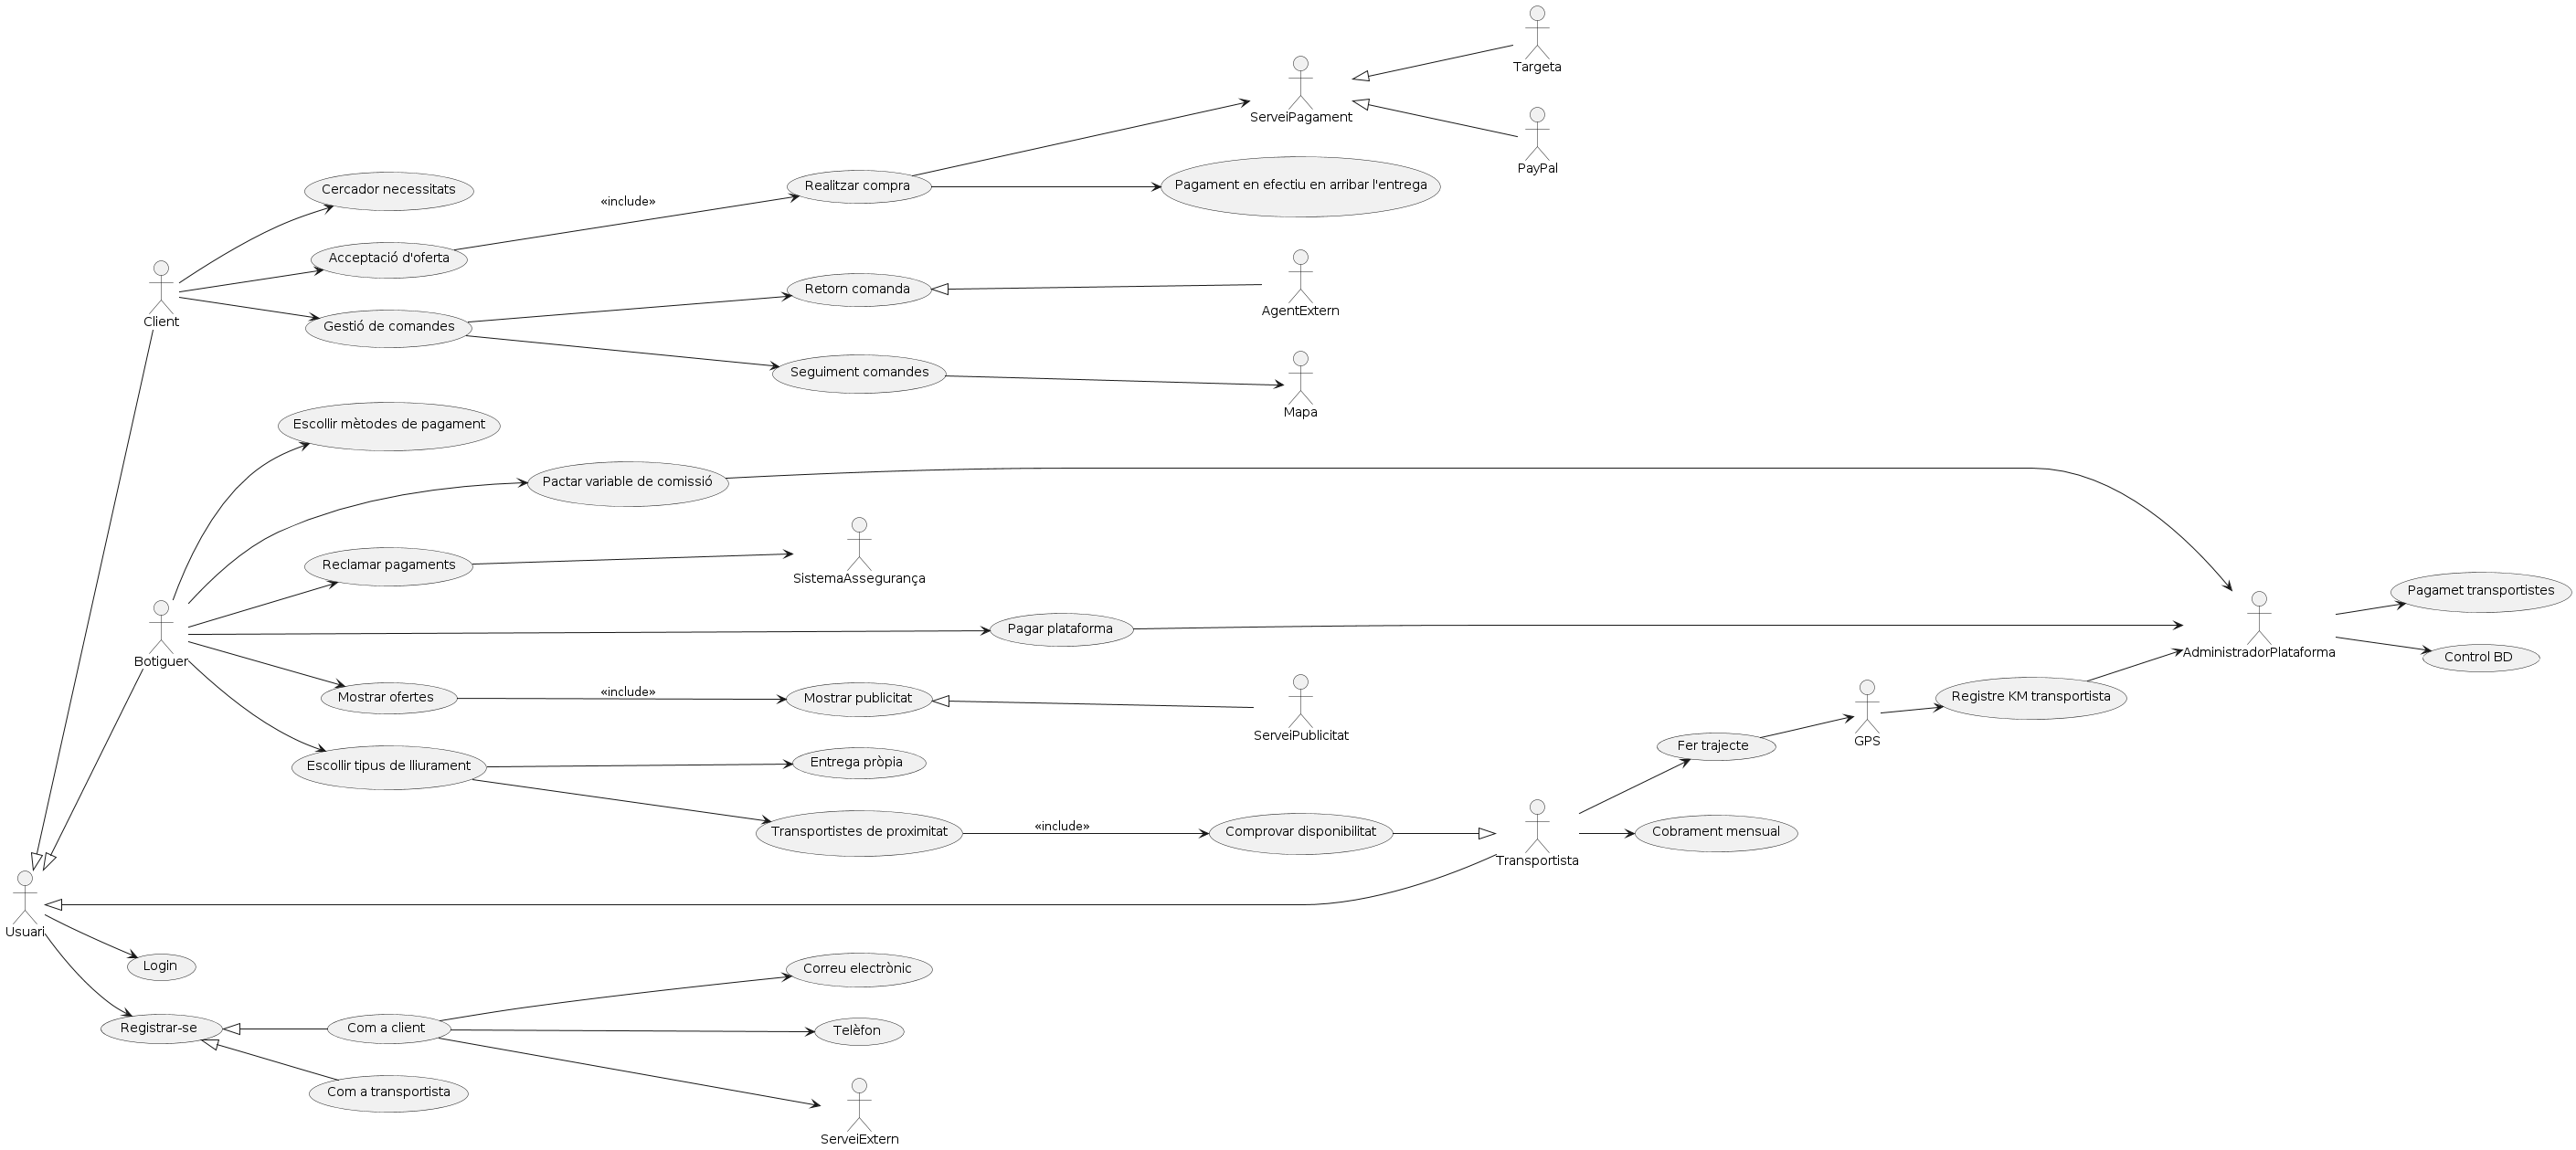 Targeta
ServeiPagament
PayPal
Cercador necessitats
Realitzar compra
Pagament en efectiu en arribar l'entrega
«include»
Acceptació d'oferta
Client
Gestió de comandes
Retorn comanda
AgentExtern
Seguiment comandes
Mapa
Escollir mètodes de pagament
Pactar variable de comissió
Reclamar pagaments
SistemaAssegurança
Botiguer
Pagar plataforma
AdministradorPlataforma
Pagamet transportistes
Control BD
Mostrar ofertes
«include»
Mostrar publicitat
ServeiPublicitat
Registre KM transportista
GPS
Fer trajecte
Escollir tipus de lliurament
Entrega pròpia
Transportistes de proximitat
«include»
Comprovar disponibilitat
Transportista
Cobrament mensual
Usuari
Login
Correu electrònic
Registrar-se
Com a client
Telèfon
Com a transportista
ServeiExtern